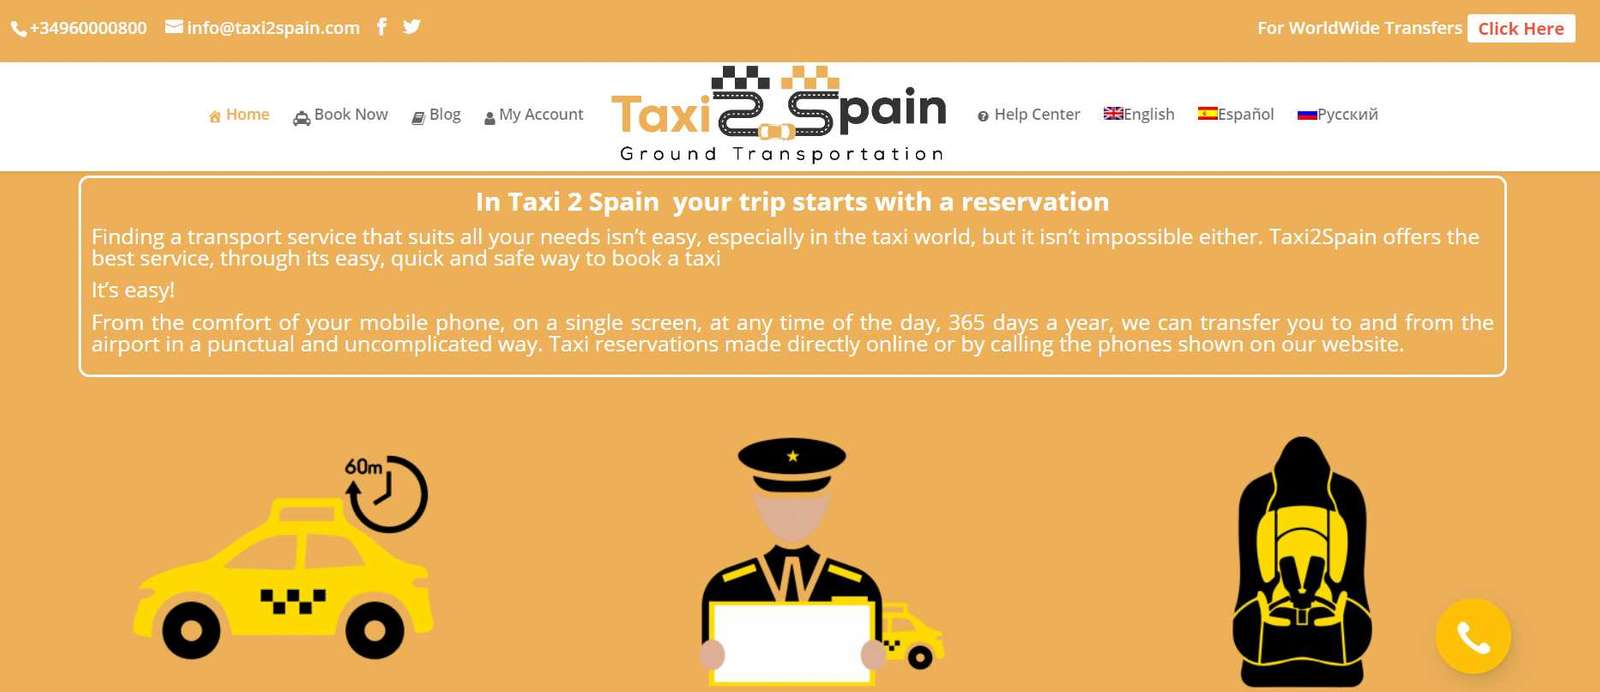 +34960000800 info@taxi2spain.com For WorldWide Transfers Click Here
Home Book Now Blog My Account Taxi2Spain Help Center English Español Русский
Ground Transportation
In Taxi 2 Spain your trip starts with a reservation
Finding a transport service that suits all your needs isn't easy, especially in the taxi world, but it isn't impossible either. Taxi2Spain offers the
best service, through its easy, quick and safe way to book a taxi
It's easy!
From the comfort of your mobile phone, on a single screen, at any time of the day, 365 days a year, we can transfer you to and from the
airport in a punctual and uncomplicated way. Taxi reservations made directly online or by calling the phones shown on our website.
60m